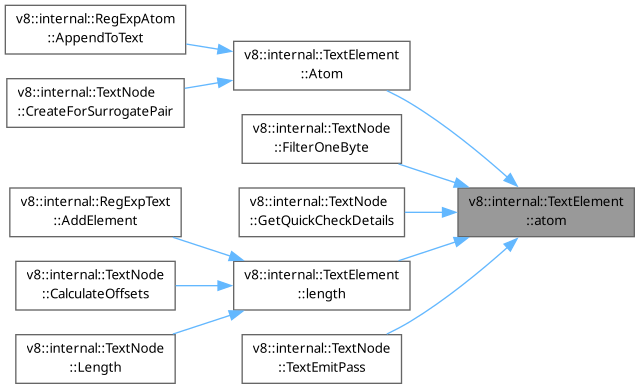 v8::internal::RegExpAtom
::AppendToText
v8::internal::TextNode
::CreateForSurrogatePair
v8::internal::TextElement
::Atom
v8::internal::TextNode
::FilterOneByte
v8::internal::RegExpText
::AddElement
v8::internal::TextNode
::GetQuickCheckDetails
v8::internal::TextElement
::atom
v8::internal::TextNode
::CalculateOffsets
v8::internal::TextElement
::length
v8::internal::TextNode
::Length
v8::internal::TextNode
::TextEmitPass